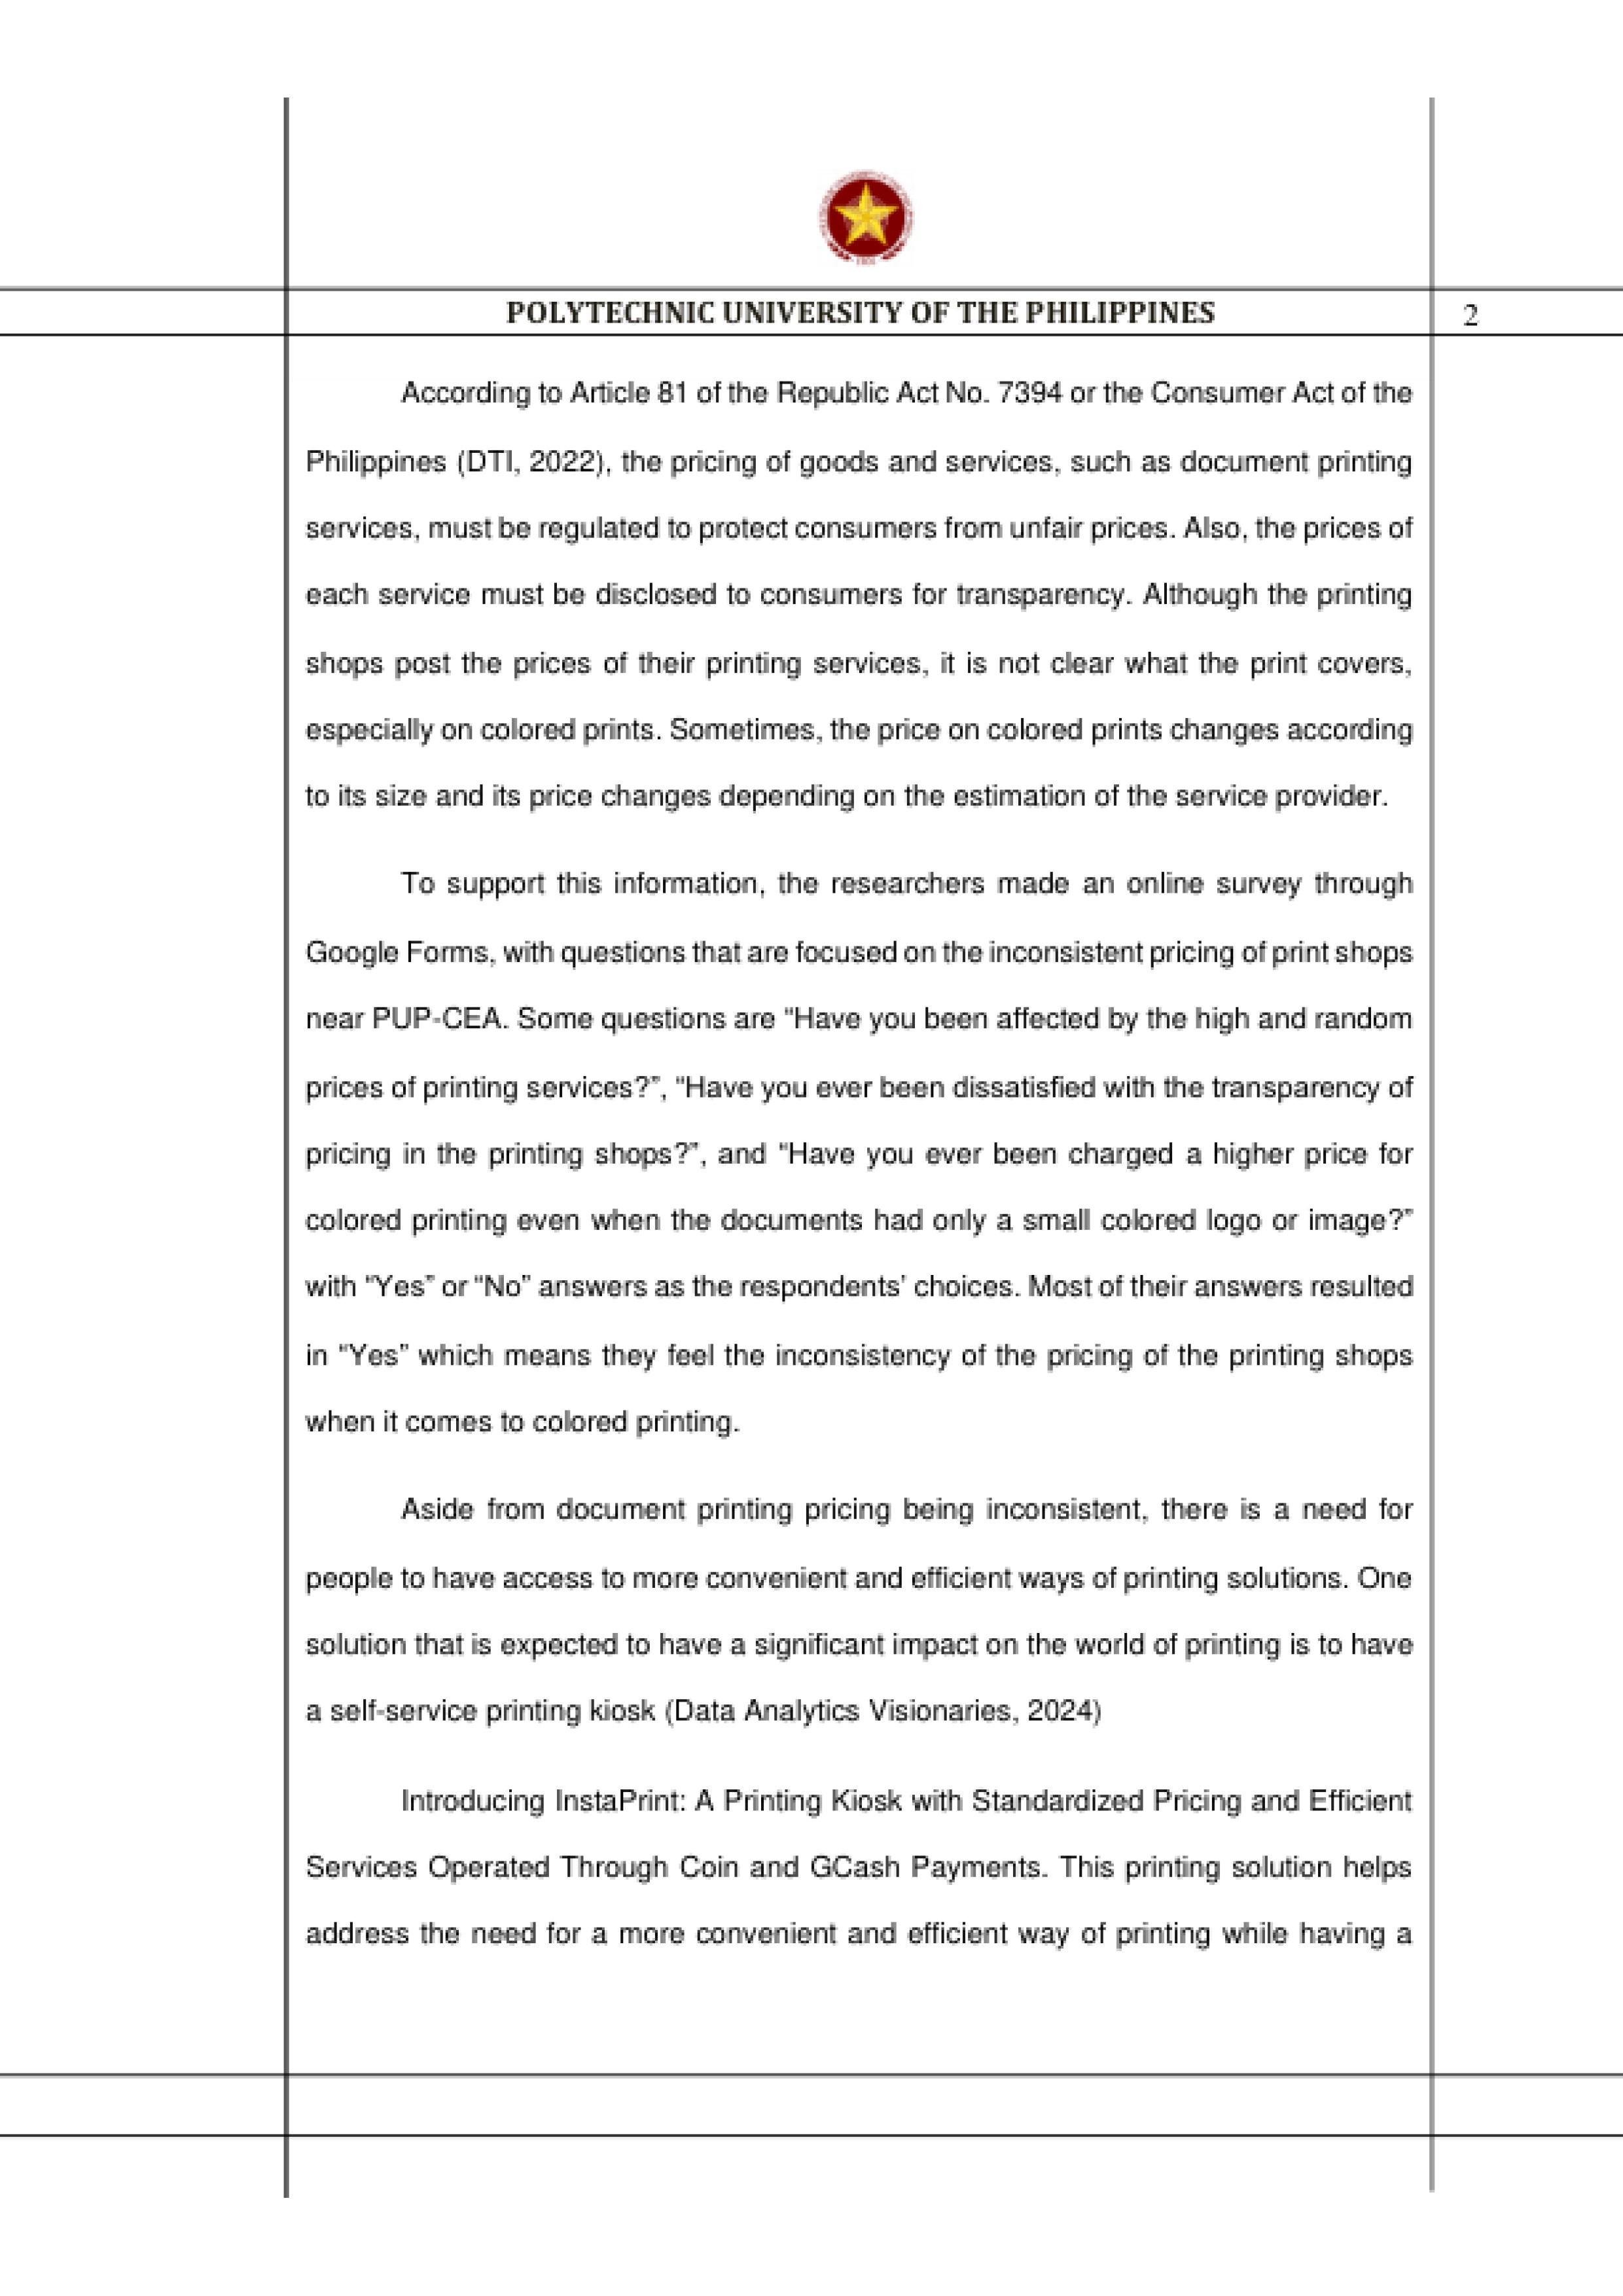 POLYTECHNIC UNIVERSITY OF THE PHILIPPINES
2
According to Article 81 of the Republic Act No. 7394 or the Consumer Act of the
Philippines (DTI, 2022), the pricing of goods and services, such as document printing
services, must be regulated to protect consumers from unfair prices. Also, the prices of
each service must be disclosed to consumers for transparency. Although the printing
shops post the prices of their printing services, it is not clear what the print covers,
especially on colored prints. Sometimes, the price on colored prints changes according
to its size and its price changes depending on the estimation of the service provider.
To support this information, the researchers made an online survey through
Google Forms, with questions that are focused on the inconsistent pricing of print shops
near PUP-CEA. Some questions are “Have you been affected by the high and random
prices of printing services?”, “Have you ever been dissatisfied with the transparency of
pricing in the printing shops?”, and “Have you ever been charged a higher price for
colored printing even when the documents had only a small colored logo or image?”
with “Yes” or “No” answers as the respondents’ choices. Most of their answers resulted
in “Yes” which means they feel the inconsistency of the pricing of the printing shops
when it comes to colored printing.
Aside from document printing pricing being inconsistent, there is a need for
people to have access to more convenient and efficient ways of printing solutions. One
solution that is expected to have a significant impact on the world of printing is to have
a self-service printing kiosk (Data Analytics Visionaries, 2024)
Introducing InstaPrint: A Printing Kiosk with Standardized Pricing and Efficient
Services Operated Through Coin and GCash Payments. This printing solution helps
address the need for a more convenient and efficient way of printing while having a